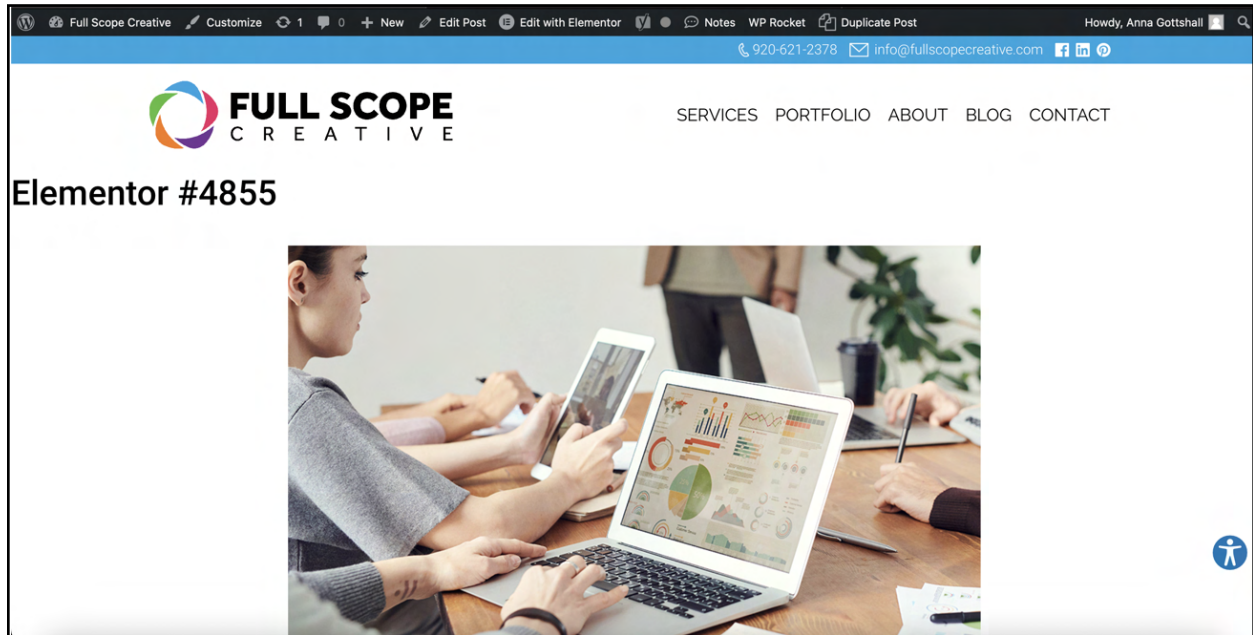 Full Scope Creative Customize 1 0 New Edit Post Edit with Elementor Notes WP Rocket Duplicate Post Howdy, Anna Gottshall
920-621-2378 info@fullscopecreative.com
FULL SCOPE
CREATIVE
SERVICES PORTFOLIO ABOUT BLOG CONTACT
Elementor #4855